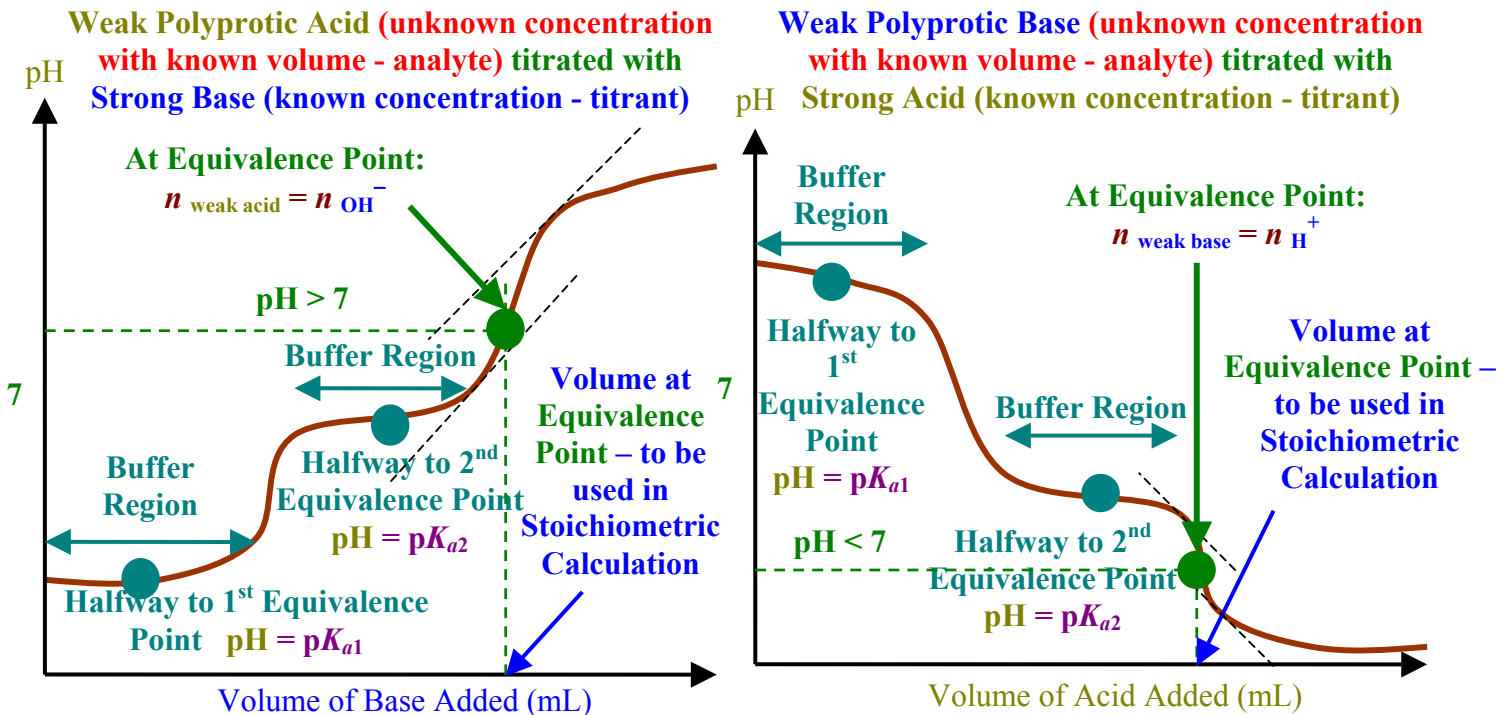 Weak Polyprotic Acid (unknown concentration
with known volume - analyte) titrated with
Strong Base (known concentration - titrant)
pH
At Equivalence Point:
n weak acid = n OH⁻
pH > 7
7
Buffer Region
Buffer
Region
Halfway to 2nd
Equivalence Point
pH = pKa2
Halfway to 1st Equivalence
Point pH = pKa1
Volume at
Equivalence
Point – to be
used in
Stoichiometric
Calculation
Volume of Base Added (mL)
Weak Polyprotic Base (unknown concentration
with known volume - analyte) titrated with
Strong Acid (known concentration - titrant)
pH
Buffer
Region
At Equivalence Point:
n weak base = n H⁺
Halfway to
1st
Equivalence
Point
pH = pKa1
7
Buffer Region
Volume at
Equivalence Point –
to be used in
Stoichiometric
Calculation
pH < 7
Halfway to 2nd
Equivalence Point
pH = pKa2
Volume of Acid Added (mL)